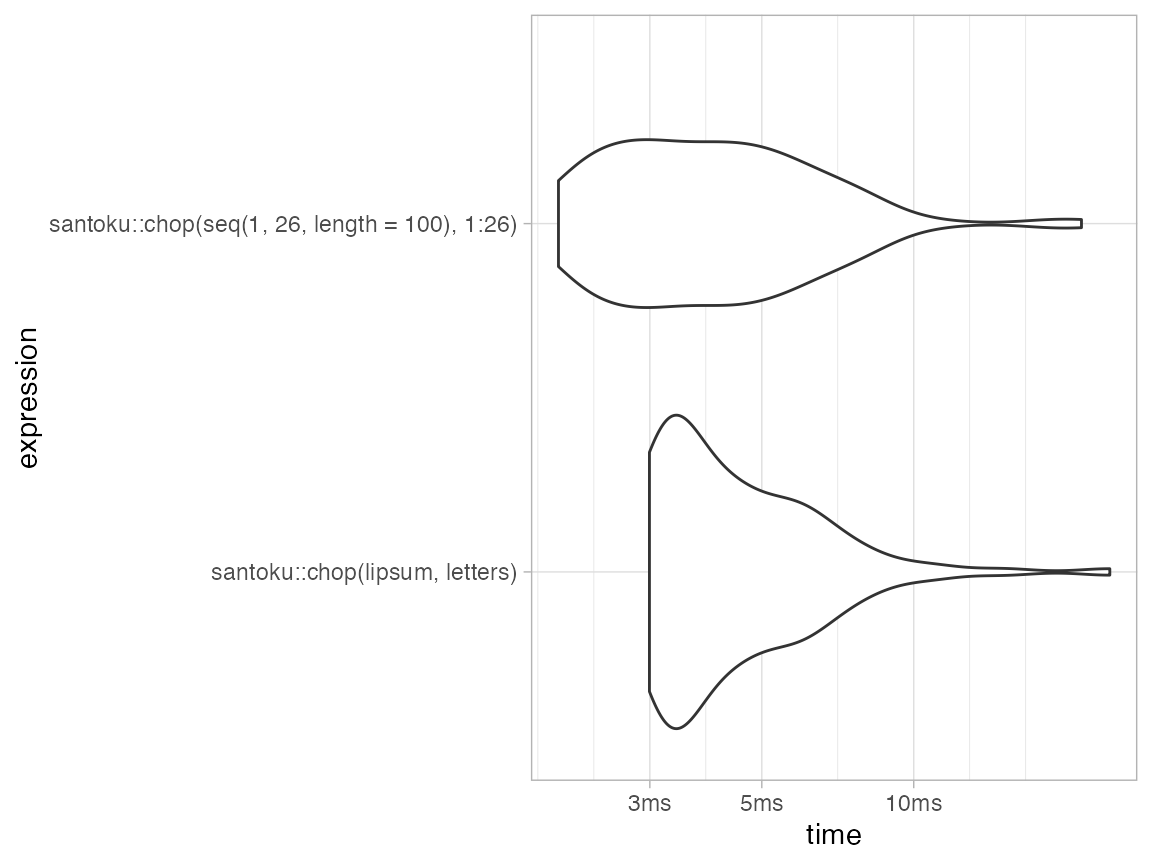 santoku::chop(seq(1, 26, length = 100), 1:26)
expression
santoku::chop(lipsum, letters)
3ms
5ms
10ms
time